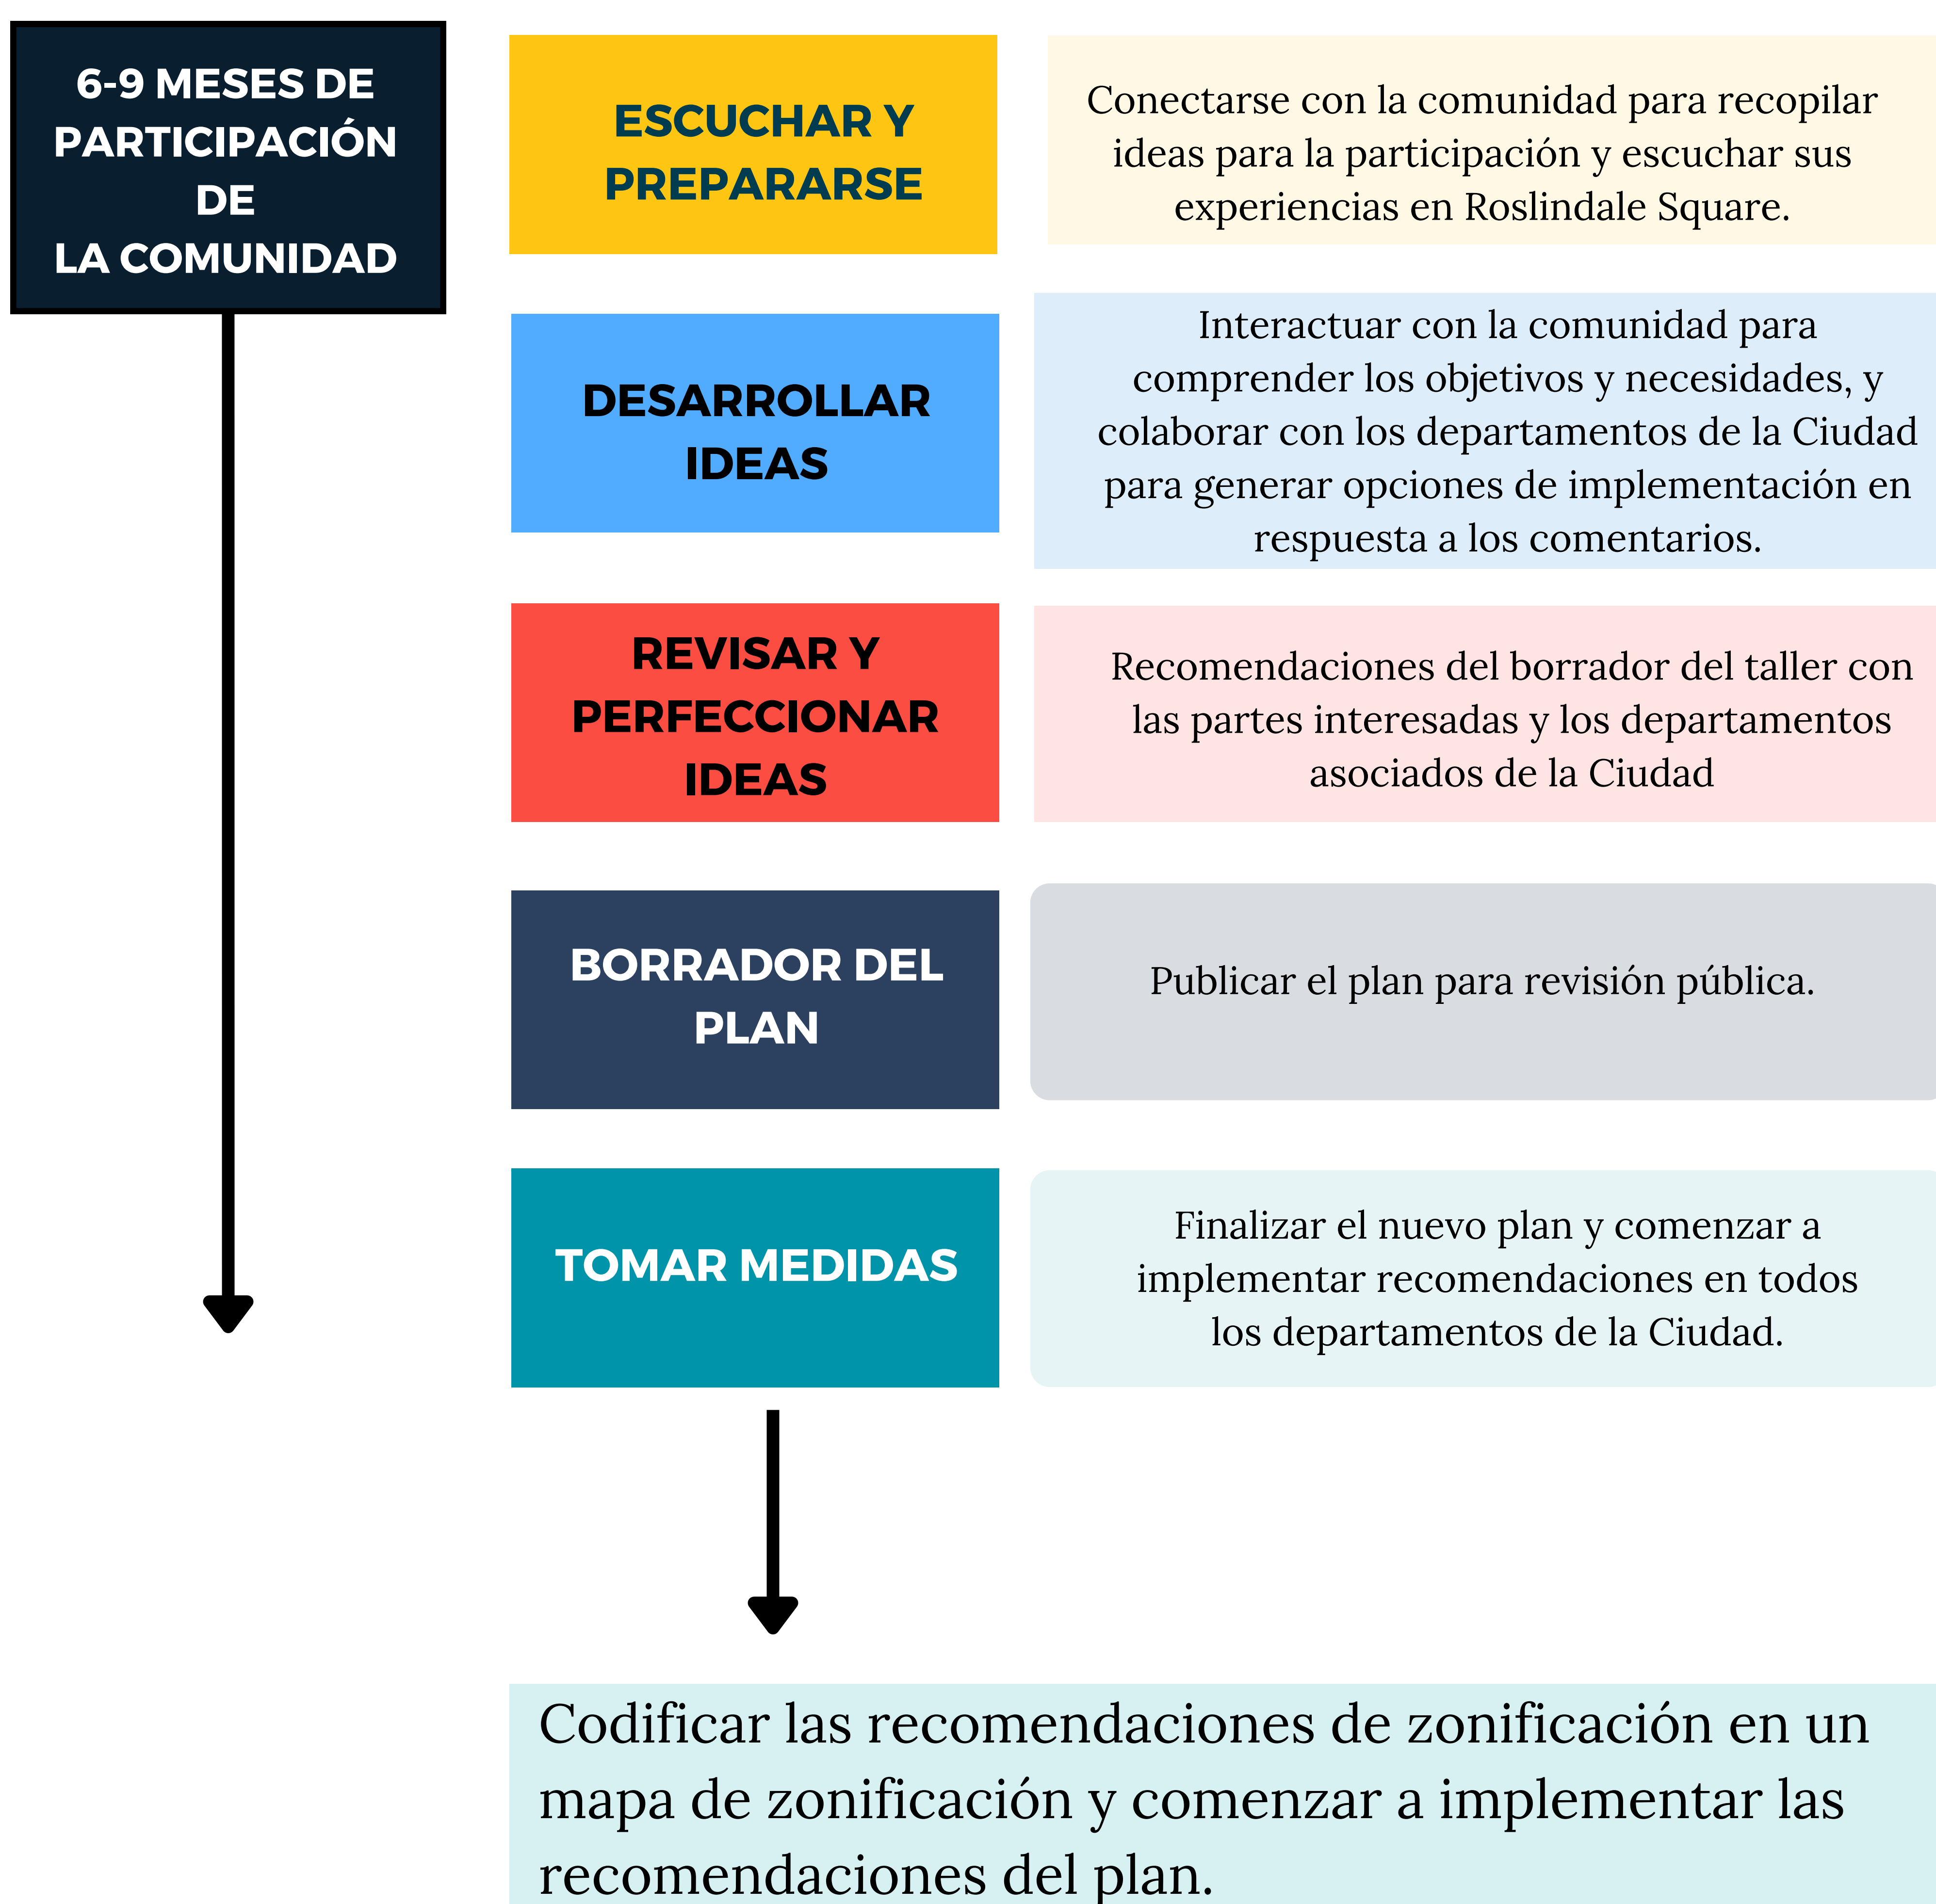 6-9 MESES DE
PARTICIPACIÓN
DE
LA COMUNIDAD
ESCUCHAR Y
PREPARARSE
Conectarse con la comunidad para recopilar
ideas para la participación y escuchar sus
experiencias en Roslindale Square.
DESARROLLAR
IDEAS
Interactuar con la comunidad para
comprender los objetivos y necesidades, y
colaborar con los departamentos de la Ciudad
para generar opciones de implementación en
respuesta a los comentarios.
REVISAR Y
PERFECCIONAR
IDEAS
Recomendaciones del borrador del taller con
las partes interesadas y los departamentos
asociados de la Ciudad
BORRADOR DEL
PLAN
Publicar el plan para revisión pública.
TOMAR MEDIDAS
Finalizar el nuevo plan y comenzar a
implementar recomendaciones en todos
los departamentos de la Ciudad.
Codificar las recomendaciones de zonificación en un
mapa de zonificación y comenzar a implementar las
recomendaciones del plan.